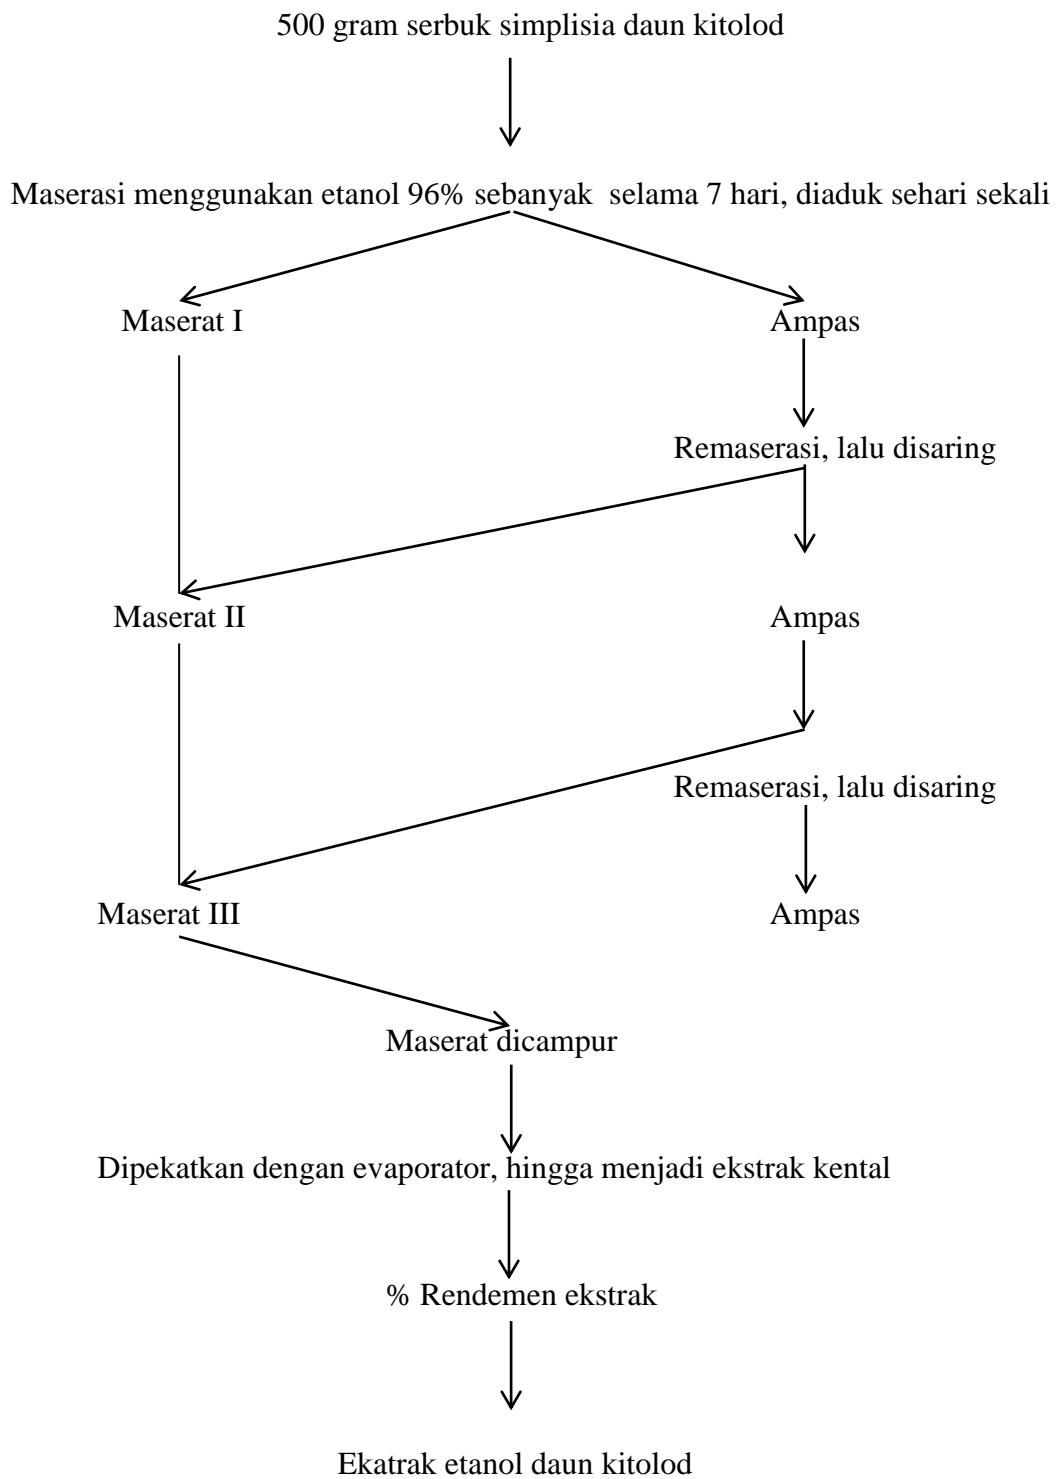 500 gram serbuk simplisia daun kitolod
Maserasi menggunakan etanol 96% sebanyak  selama 7 hari, diaduk sehari sekali
Maserat I
Ampas
Remaserasi, lalu disaring
Maserat II
Ampas
Remaserasi, lalu disaring
Maserat III
Ampas
Maserat dicampur
Dipekatkan dengan evaporator, hingga menjadi ekstrak kental
% Rendemen ekstrak
Ekatrak etanol daun kitolod